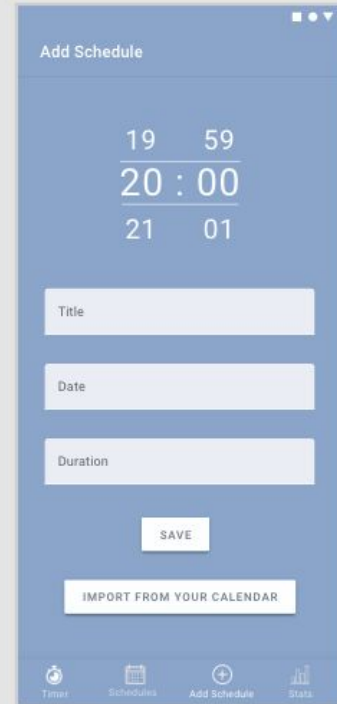 Add Schedule
19 59
20 : 00
21 01
Title
Date
Duration
SAVE
IMPORT FROM YOUR CALENDAR
Timer Schedules Add Schedule Stats